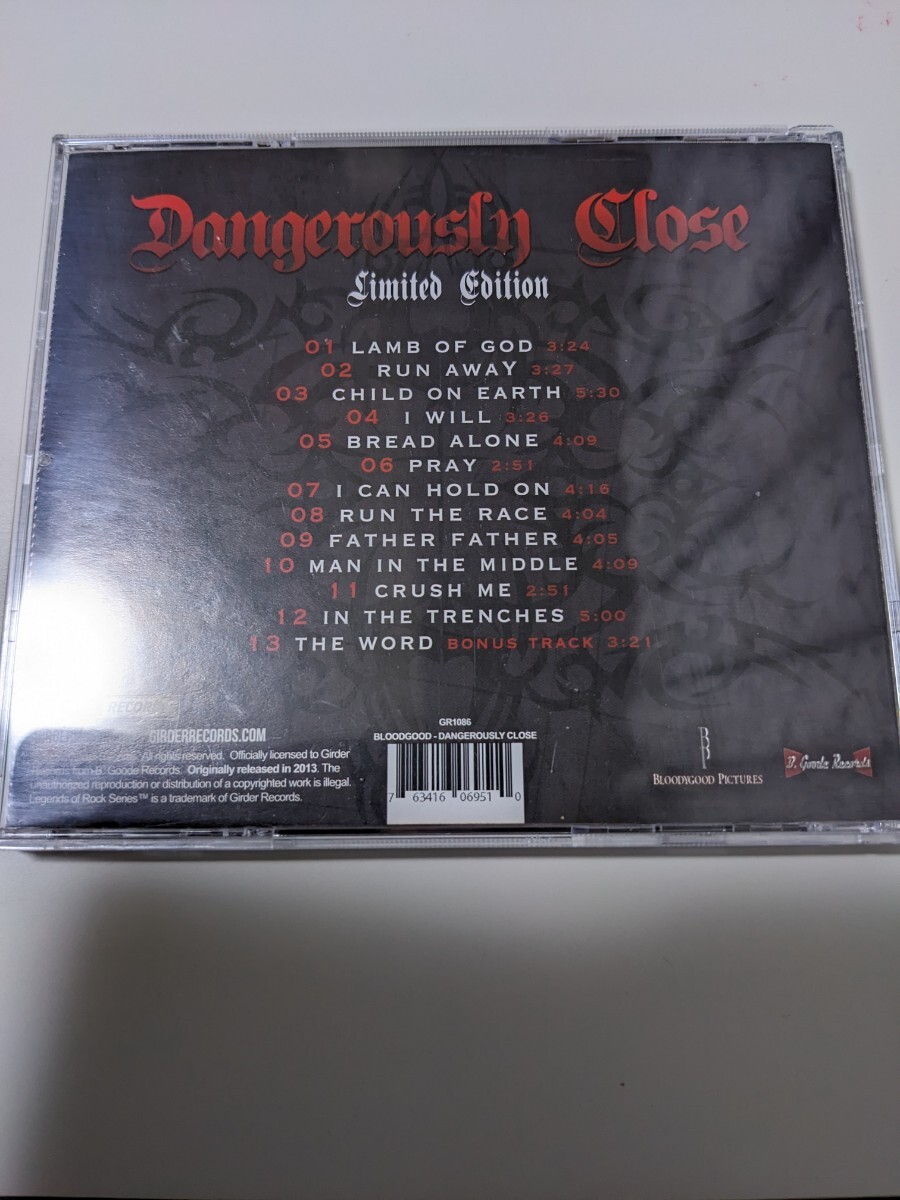 Dangerously Close
Limited Edition
01 LAMB OF GOD 3:24
02 RUN AWAY 3:27
03 CHILD ON EARTH 5:30
04 I WILL 3:26
05 BREAD ALONE 4:09
06 PRAY 2:51
07 I CAN HOLD ON 4:16
08 RUN THE RACE 4:04
09 FATHER FATHER 4:05
10 MAN IN THE MIDDLE 4:09
11 CRUSH ME 2:51
12 IN THE TRENCHES 5:00
13 THE WORD BONUS TRACK 3:21
RECORDS
GIRDERRECORDS.COM
All rights reserved. Officially licensed to Girder
Records from B. Goode Records. Originally released in 2013. The
unauthorized reproduction or distribution of a copyrighted work is illegal.
Legends of Rock Series™ is a trademark of Girder Records.
GR1086
BLOODGOOD - DANGEROUSLY CLOSE
7 63416 06951 0
BLOODYGOOD PICTURES
B. Goode Records